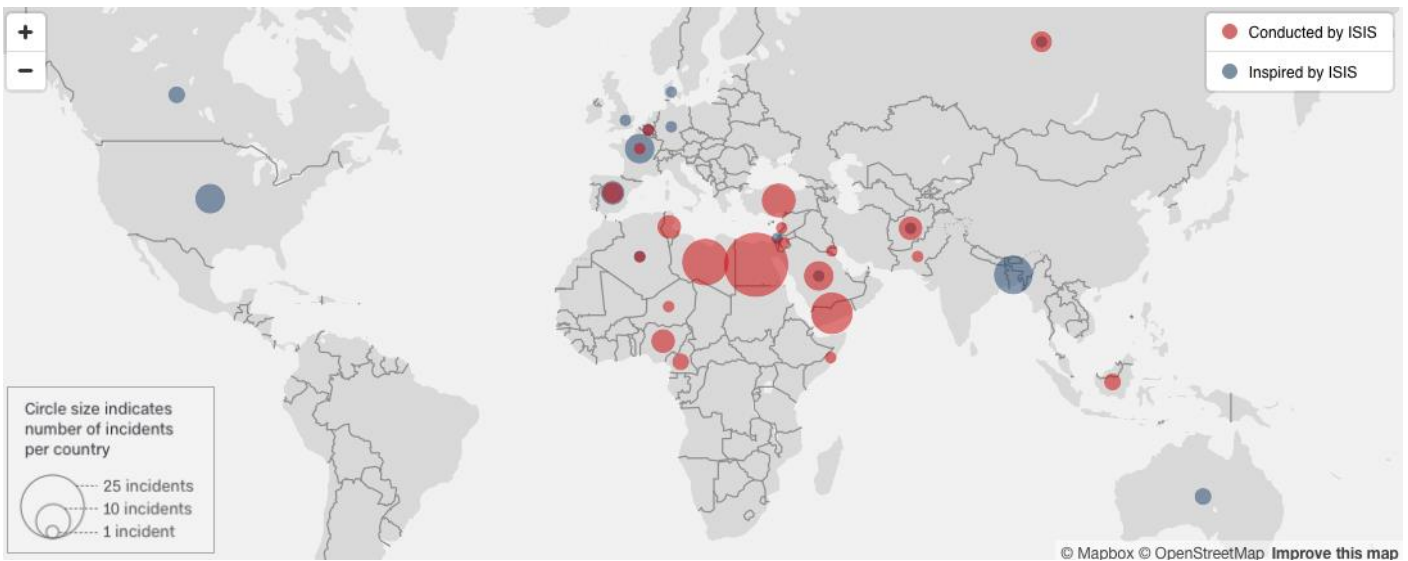 +
−
Conducted by ISIS
Inspired by ISIS
Circle size indicates
number of incidents
per country
25 incidents
10 incidents
1 incident
© Mapbox © OpenStreetMap Improve this map